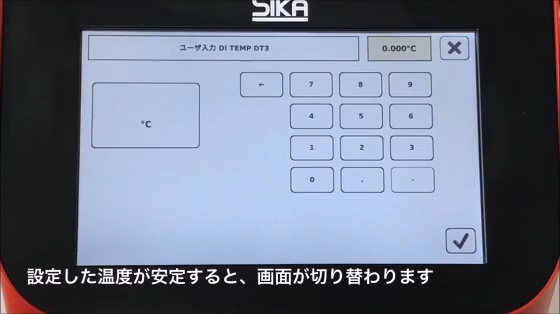 SIKA
ユーザ入力 DI TEMP DT3
0.000°C
°C
← 7 8 9
4 5 6
1 2 3
0 . -
設定した温度が安定すると、画面が切り替わります